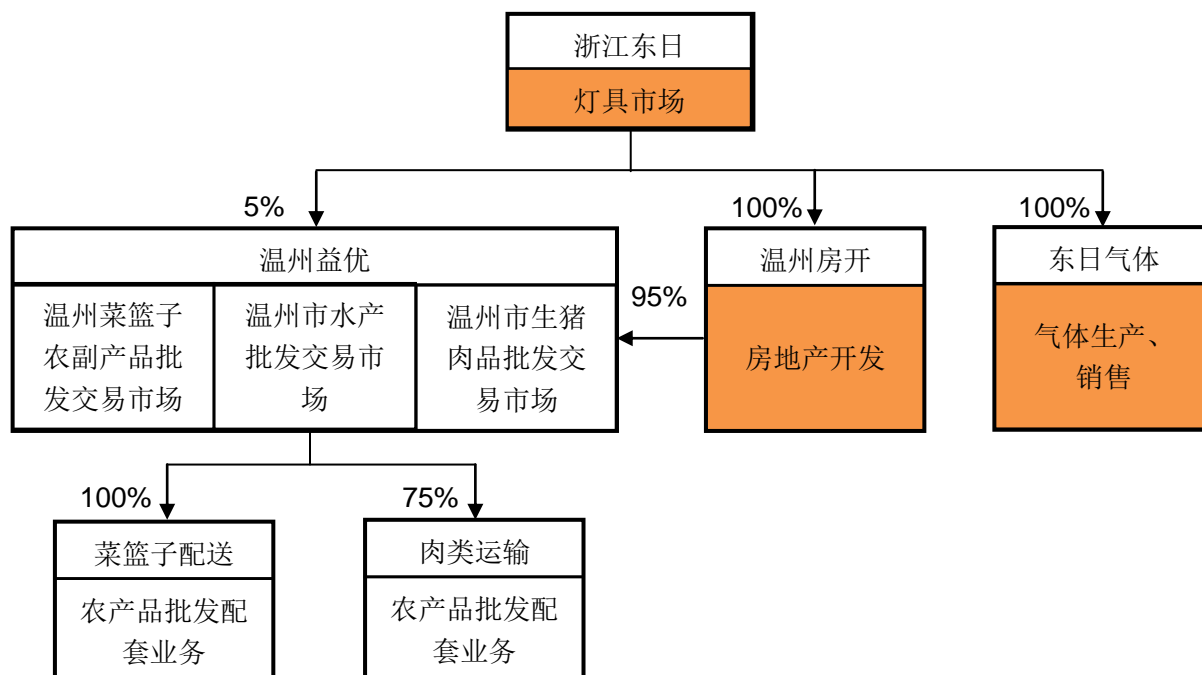 浙江东日
灯具市场
5%
100%
100%
温州益优
温州菜篮子
农副产品批
发交易市场
温州市水产
批发交易市
场
温州市生猪
肉品批发交
易市场
95%
温州房开
房地产开发
东日气体
气体生产、
销售
100%
75%
菜篮子配送
农产品批发配
套业务
肉类运输
农产品批发配
套业务